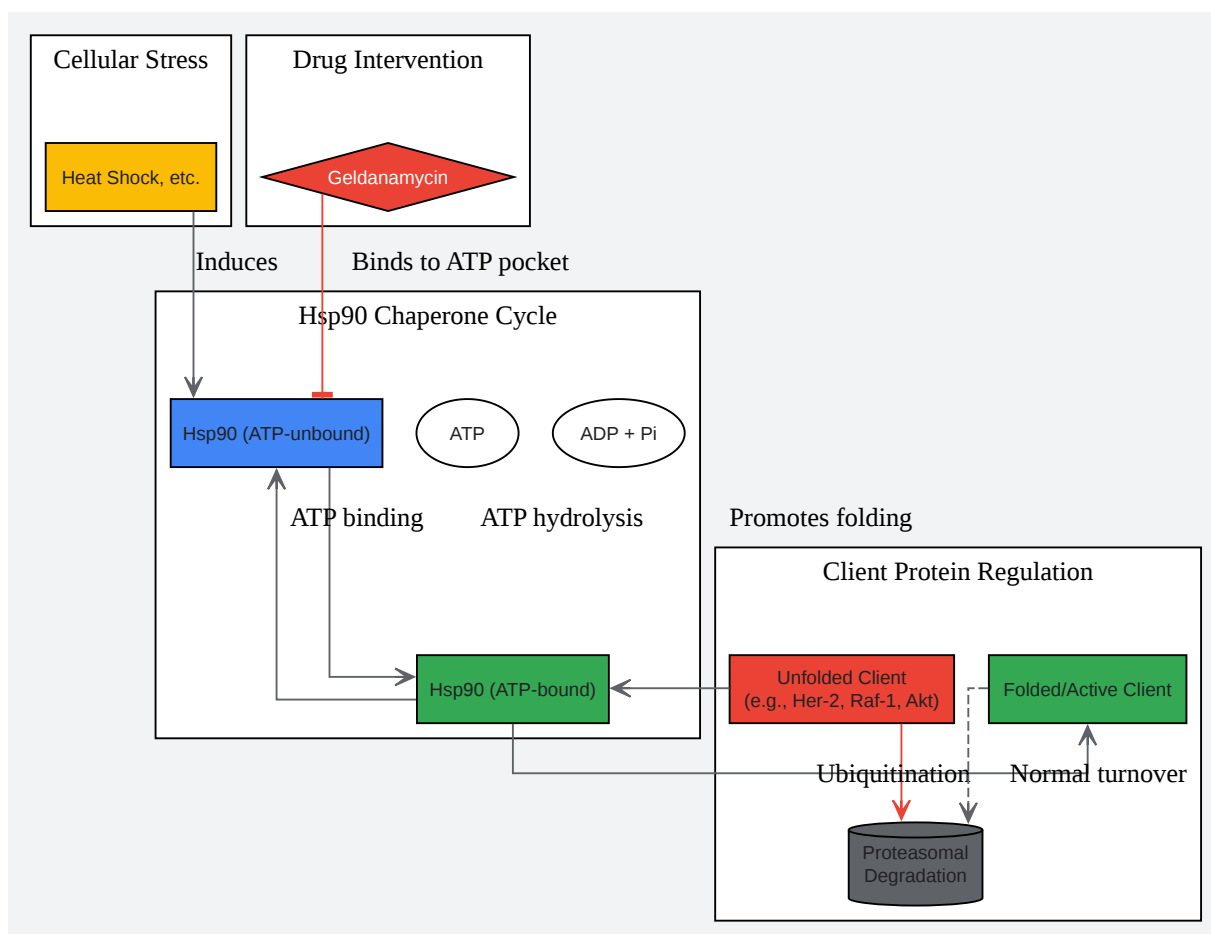 Cellular Stress
Drug Intervention
Heat Shock, etc.
Geldanamycin
Induces
Binds to ATP pocket
Hsp90 Chaperone Cycle
Hsp90 (ATP-unbound)
ATP
ADP + Pi
ATP binding
ATP hydrolysis
Promotes folding
Client Protein Regulation
Hsp90 (ATP-bound)
Unfolded Client
(e.g., Her-2, Raf-1, Akt)
Folded/Active Client
Ubiquitination
Normal turnover
Proteasomal
Degradation